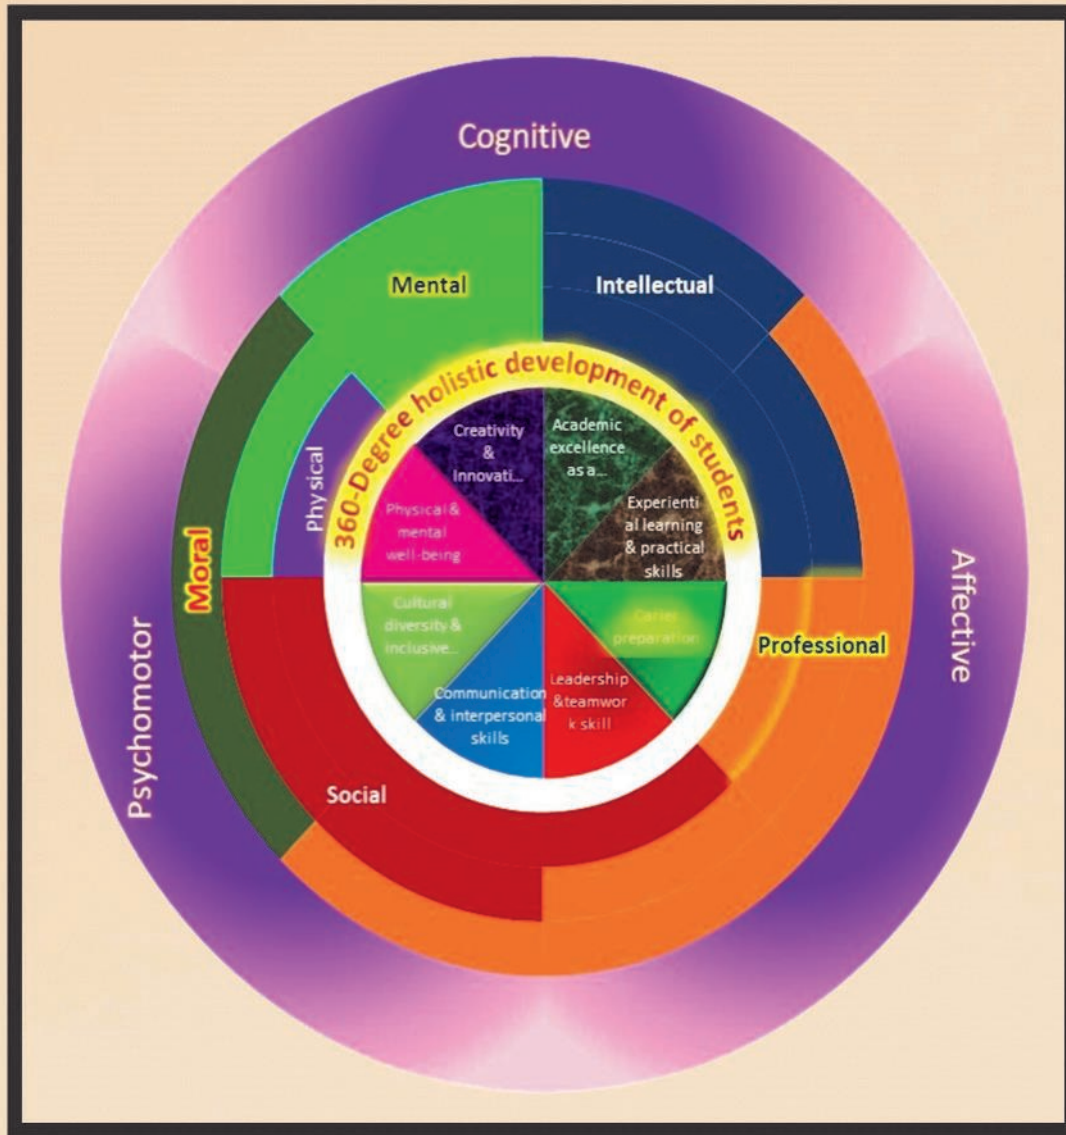 Cognitive
Mental
Intellectual
360-Degree holistic development of students
Creativity
&
Innovati...
Academic
excellence
as a...
Physical
Physical &
mental
well-being
Experienti
al learning
& practical
skills
Moral
Cultural
diversity &
inclusive...
Carier
preparation
Professional
Affective
Psychomotor
Communication
& interpersonal
skills
Leadership
&teamwor
k skill
Social